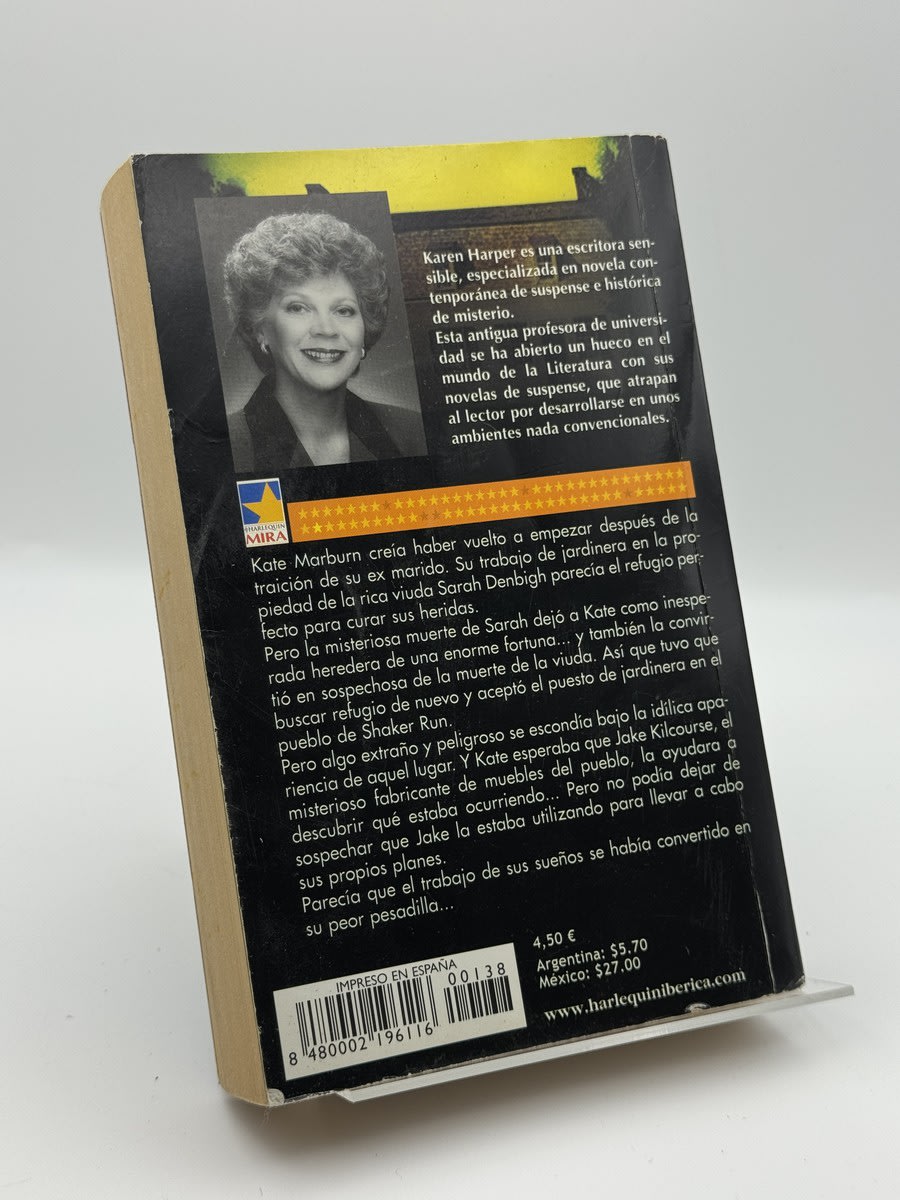 Karen Harper es una escritora sen-
sible, especializada en novela con-
temporánea de suspense e histórica
de misterio.
Esta antigua profesora de universi-
dad se ha abierto un hueco en el
mundo de la Literatura con sus
novelas de suspense, que atrapan
al lector por desarrollarse en unos
ambientes nada convencionales.
HARLEQUIN
MIRA
Kate Marburn creía haber vuelto a empezar después de la
traición de su ex marido. Su trabajo de jardinera en la pro-
piedad de la rica viuda Sarah Denbigh parecía el refugio per-
fecto para curar sus heridas.
Pero la misteriosa muerte de Sarah dejó a Kate como inespe-
rada heredera de una enorme fortuna... y también la convir-
tió en sospechosa de la muerte de la viuda. Así que tuvo que
buscar refugio de nuevo y aceptó el puesto de jardinera en el
pueblo de Shaker Run.
Pero algo extraño y peligroso se escondía bajo la idílica apa-
riencia de aquel lugar. Y Kate esperaba que Jake Kilcourse, el
misterioso fabricante de muebles del pueblo, la ayudara a
descubrir qué estaba ocurriendo... Pero no podía dejar de
sospechar que Jake la estaba utilizando para llevar a cabo
sus propios planes.
Parecía que el trabajo de sus sueños se había convertido en
su peor pesadilla...
IMPRESO EN ESPAÑA
00138
8 480002 196116
4,50 €
Argentina: $5.70
México: $27.00
www.harlequiniberica.com